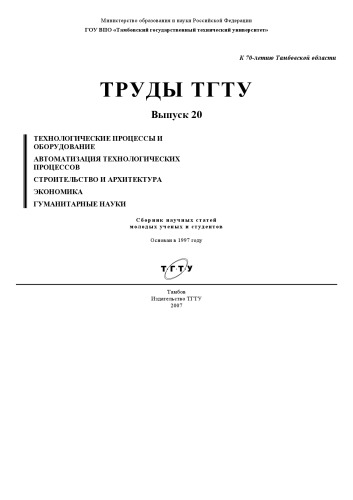 Министерство образования и науки Российской Федерации
ГОУ ВПО «Тамбовский государственный технический университет»
К 70-летию Тамбовской области
ТРУДЫ ТГТУ
Выпуск 20
ТЕХНОЛОГИЧЕСКИЕ ПРОЦЕССЫ И
ОБОРУДОВАНИЕ
АВТОМАТИЗАЦИЯ ТЕХНОЛОГИЧЕСКИХ
ПРОЦЕССОВ
СТРОИТЕЛЬСТВО И АРХИТЕКТУРА
ЭКОНОМИКА
ГУМАНИТАРНЫЕ НАУКИ
Сборник научных статей
молодых ученых и студентов
Основан в 1997 году
ТГТУ
Тамбов
Издательство ТГТУ
2007